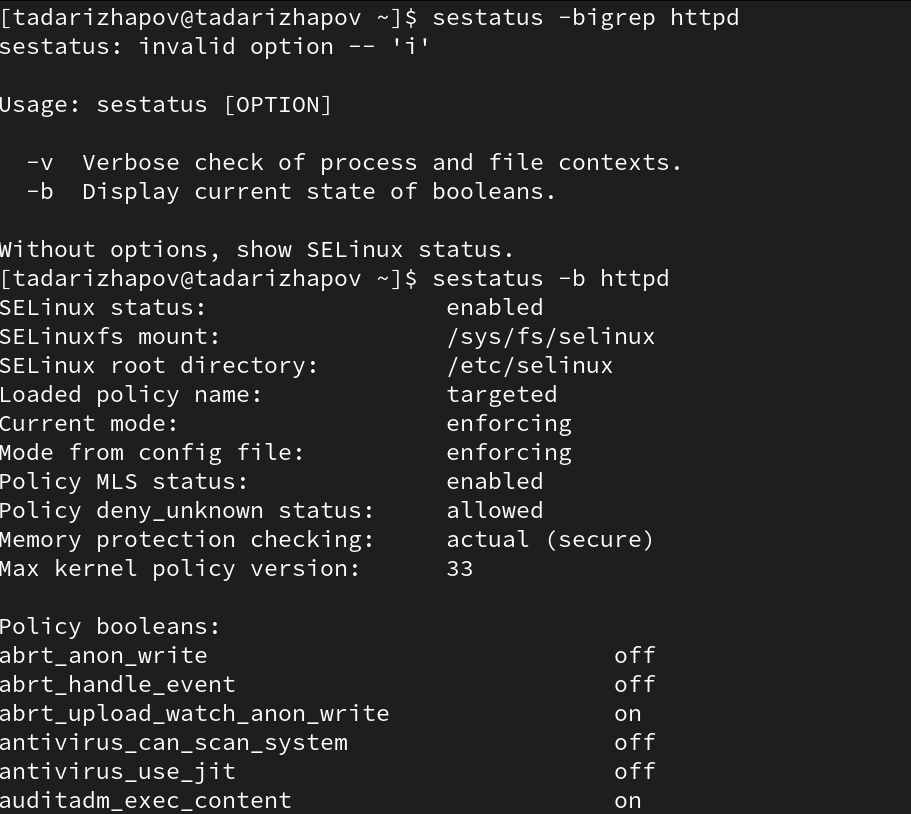 [tadarizhapov@tadarizhapov ~]$ sestatus -bigrep httpd
sestatus: invalid option -- 'i'
Usage: sestatus [OPTION]
-v  Verbose check of process and file contexts.
-b  Display current state of booleans.
Without options, show SELinux status.
[tadarizhapov@tadarizhapov ~]$ sestatus -b httpd
SELinux status: enabled
SELinuxfs mount: /sys/fs/selinux
SELinux root directory: /etc/selinux
Loaded policy name: targeted
Current mode: enforcing
Mode from config file: enforcing
Policy MLS status: enabled
Policy deny_unknown status: allowed
Memory protection checking: actual (secure)
Max kernel policy version: 33
Policy booleans:
abrt_anon_write off
abrt_handle_event off
abrt_upload_watch_anon_write on
antivirus_can_scan_system off
antivirus_use_jit off
auditadm_exec_content on